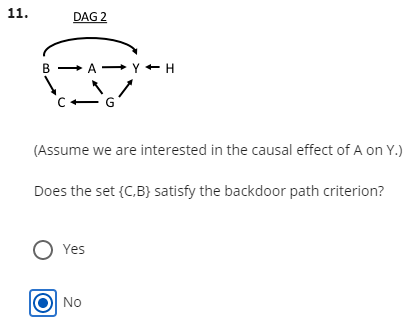 11.
DAG 2
B A Y H
C G
(Assume we are interested in the causal effect of A on Y.)
Does the set {C,B} satisfy the backdoor path criterion?
Yes
No